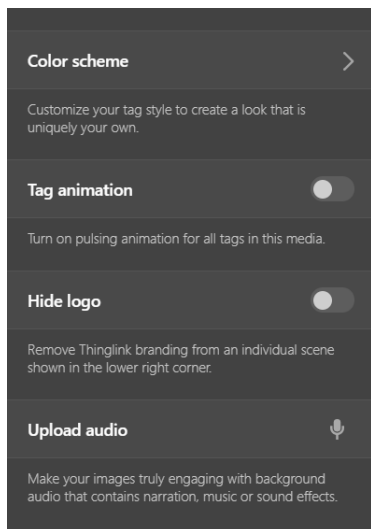 Color scheme
Customize your tag style to create a look that is
uniquely your own.
Tag animation
Turn on pulsing animation for all tags in this media.
Hide logo
Remove Thinglink branding from an individual scene
shown in the lower right corner.
Upload audio
Make your images truly engaging with background
audio that contains narration, music or sound effects.